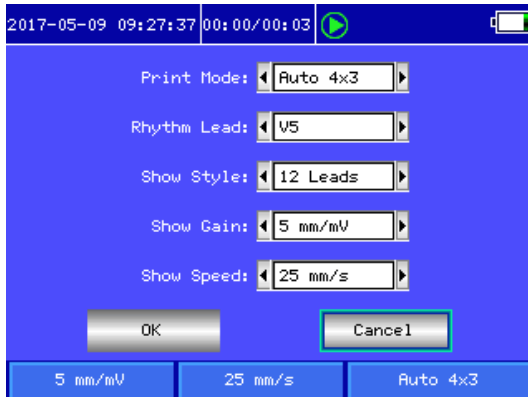 2017-05-09 09:27:37 00:00/00:03
Print Mode: Auto 4x3
Rhythm Lead: V5
Show Style: 12 Leads
Show Gain: 5 mm/mV
Show Speed: 25 mm/s
OK Cancel
5 mm/mV 25 mm/s Auto 4x3